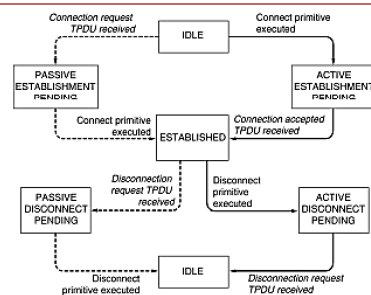 Connection request
TPDU received
IDLE
Connect primitive
executed
PASSIVE
ESTABLISHMENT
PENDING
ACTIVE
ESTABLISHMENT
PENDING
Connect primitive
executed
ESTABLISHED
Connection accepted
TPDU received
Disconnection
request TPDU
received
Disconnect
primitive
executed
PASSIVE
DISCONNECT
PENDING
ACTIVE
DISCONNECT
PENDING
IDLE
Disconnect
primitive executed
Disconnection request
TPDU received